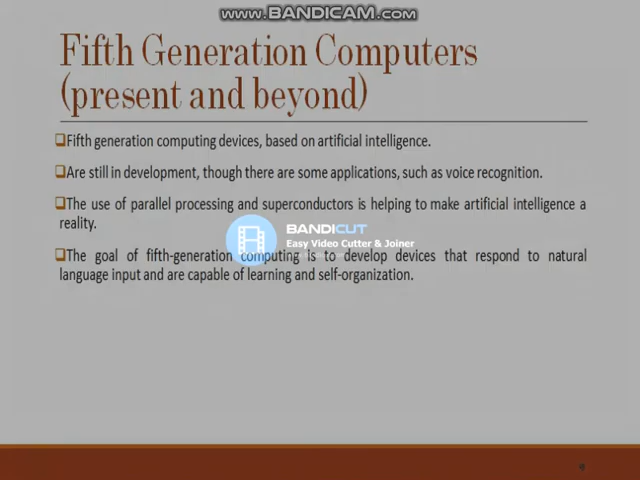 www.BANDICAM.com
Fifth Generation Computers
(present and beyond)
Fifth generation computing devices, based on artificial intelligence.
Are still in development, though there are some applications, such as voice recognition.
The use of parallel processing and superconductors is helping to make artificial intelligence a
reality.
BANDICUT
Easy Video Cutter & Joiner
The goal of fifth-generation computing is to develop devices that respond to natural
language input and are capable of learning and self-organization.